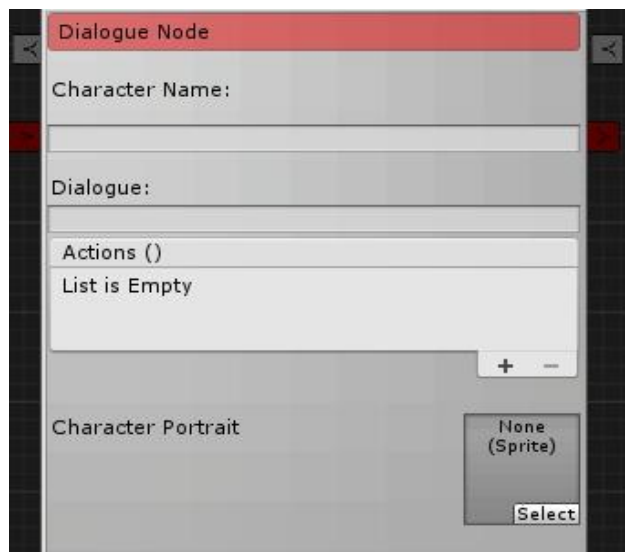 Dialogue Node
Character Name:
Dialogue:
Actions ()
List is Empty
+ −
Character Portrait
None
(Sprite)
Select